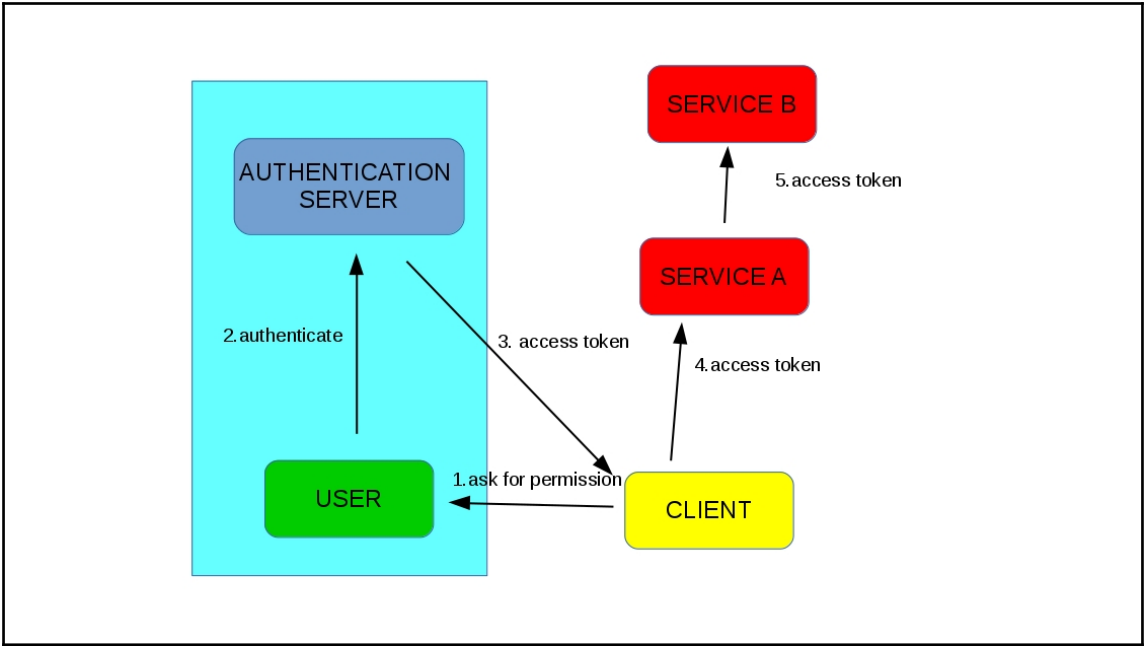 SERVICE B
AUTHENTICATION
SERVER
5.access token
SERVICE A
2.authenticate
3. access token
4.access token
1.ask for permission
USER
CLIENT